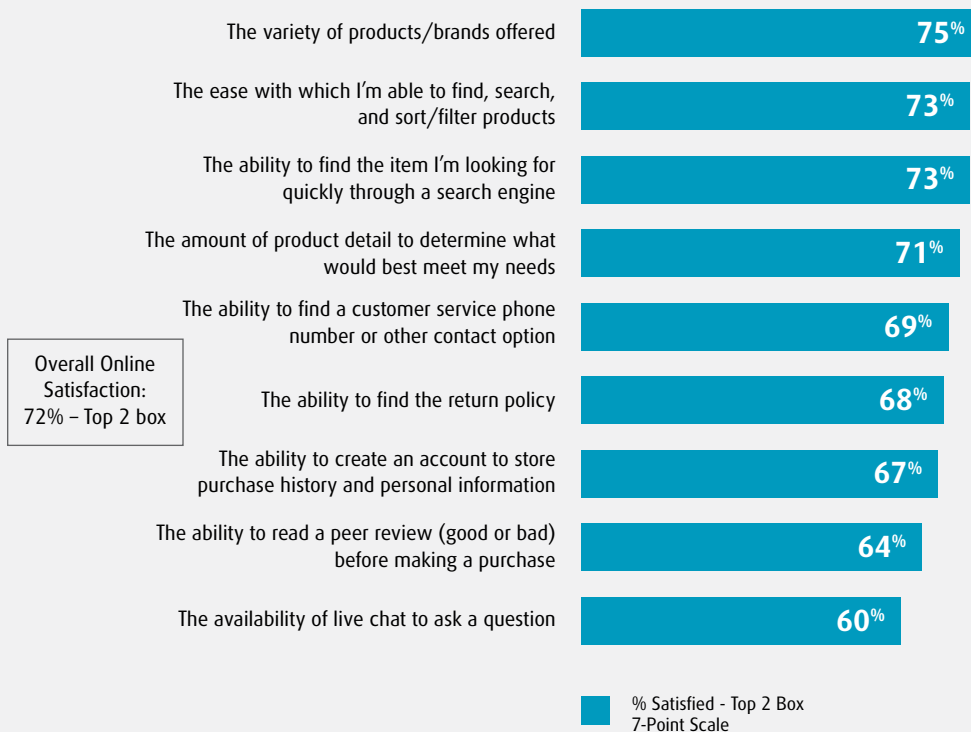 The variety of products/brands offered
75%
The ease with which I’m able to find, search,
and sort/filter products
73%
The ability to find the item I’m looking for
quickly through a search engine
73%
The amount of product detail to determine what
would best meet my needs
71%
The ability to find a customer service phone
number or other contact option
69%
Overall Online
Satisfaction:
72% – Top 2 box
The ability to find the return policy
68%
The ability to create an account to store
purchase history and personal information
67%
The ability to read a peer review (good or bad)
before making a purchase
64%
The availability of live chat to ask a question
60%
% Satisfied - Top 2 Box
7-Point Scale